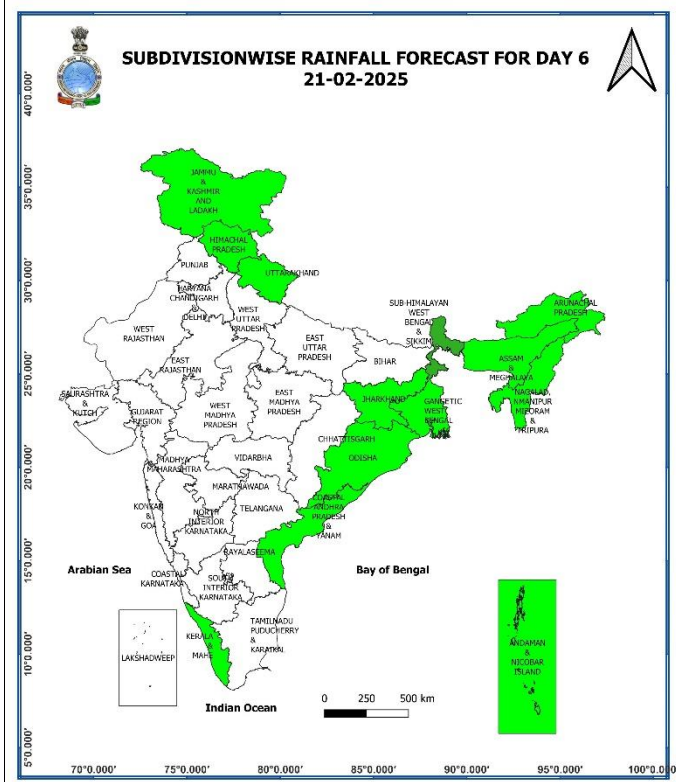 SUBDIVISIONWISE RAINFALL FORECAST FOR DAY 6
21-02-2025
40°0.000'
35°0.000'
30°0.000'
25°0.000'
20°0.000'
15°0.000'
10°0.000'
5°0.000'
JAMMU
&
KASHMIR
AND
LADAKH
HIMACHAL
PRADESH
PUNJAB
UTTARAKHAND
HARYANA
CHANDIGARH
&
DELHI
WEST
UTTAR
PRADESH
SUB-HIMALAYAN
WEST
BENGAL
&
SIKKIM
ARUNACHAL
PRADESH
WEST
RAJASTHAN
EAST
UTTAR
PRADESH
BIHAR
EAST
RAJASTHAN
ASSAM
&
MEGHALAYA
NAGALAD,
NMANIPUR
MIZORAM
&
TRIPURA
SAURASHTRA
&
KUTCH
GUJARAT
REGION
WEST
MADHYA
PRADESH
EAST
MADHYA
PRADESH
JHARKHAND
GANGETIC
WEST
BENGAL
CHHATTISGARH
ODISHA
MADHYA
MAHARASHTRA
VIDARBHA
MARATHAWADA
KONKAN
&
GOA
NORTH
INTERIOR
KARNATAKA
TELANGANA
COASTAL
ANDHRA
PRADESH
&
YANAM
RAYALASEEMA
Arabian Sea
Bay of Bengal
COASTAL
KARNATAKA
SOUTH
INTERIOR
KARNATAKA
TAMILNADU
PUDUCHERRY
&
KARAIKAL
KERALA
&
MAHE
LAKSHADWEEP
ANDAMAN
&
NICOBAR
ISLAND
Indian Ocean
0 250 500 km
70°0.000' 75°0.000' 80°0.000' 85°0.000' 90°0.000' 95°0.000' 100°0.000'